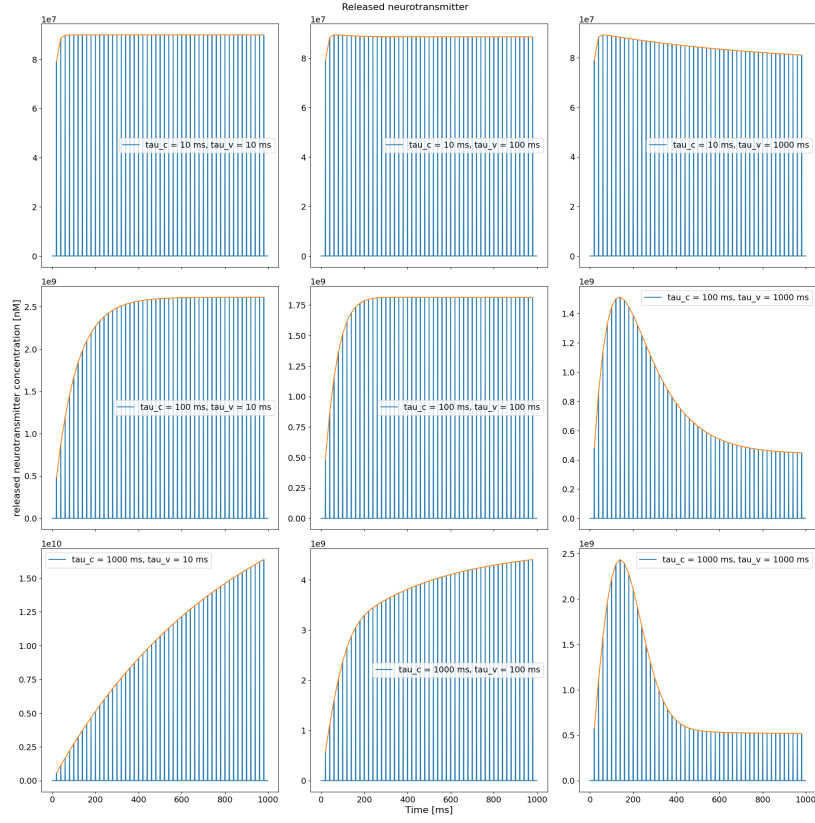 Released neurotransmitter
1e7
8
6
4
2
0
tau_c = 10 ms, tau_v = 10 ms
1e7
8
6
4
2
0
tau_c = 10 ms, tau_v = 100 ms
1e7
8
6
4
2
0
tau_c = 10 ms, tau_v = 1000 ms
released neurotransmitter concentration [nM]
1e9
2.5
2.0
1.5
1.0
0.5
0.0
tau_c = 100 ms, tau_v = 10 ms
1e9
1.75
1.50
1.25
1.00
0.75
0.50
0.25
0.00
tau_c = 100 ms, tau_v = 100 ms
1e9
1.4
1.2
1.0
0.8
0.6
0.4
0.2
0.0
tau_c = 100 ms, tau_v = 1000 ms
1e10
1.50
1.25
1.00
0.75
0.50
0.25
0.00
tau_c = 1000 ms, tau_v = 10 ms
0 200 400 600 800 1000
1e9
4
3
2
1
0
tau_c = 1000 ms, tau_v = 100 ms
0 200 400 600 800 1000
1e9
2.5
2.0
1.5
1.0
0.5
0.0
tau_c = 1000 ms, tau_v = 1000 ms
0 200 400 600 800 1000
Time [ms]